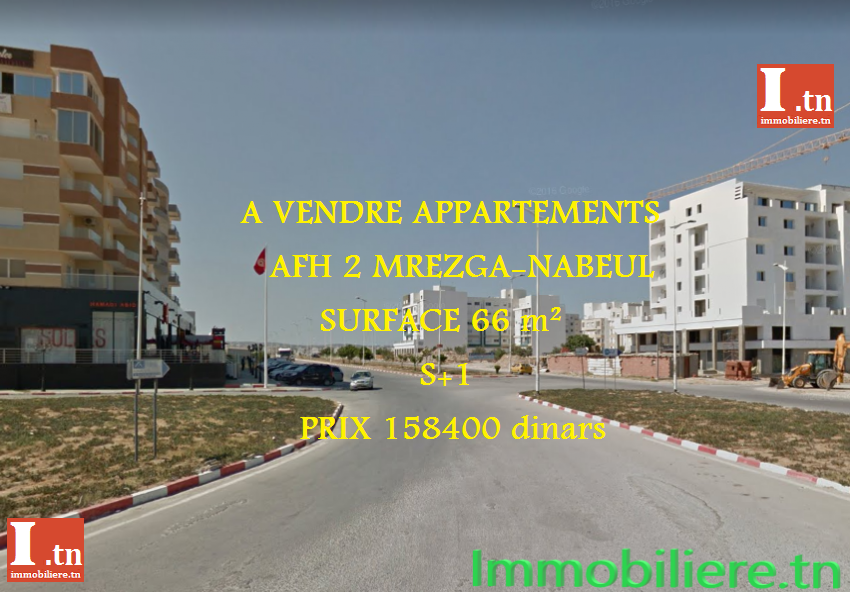 I.tn
immobiliere.tn
A VENDRE APPARTEMENTS
AFH 2 MREZGA-NABEUL
SURFACE 66 m²
S+1
PRIX 158400 dinars
SOLDES
I.tn
immobiliere.tn
Immobiliere.tn